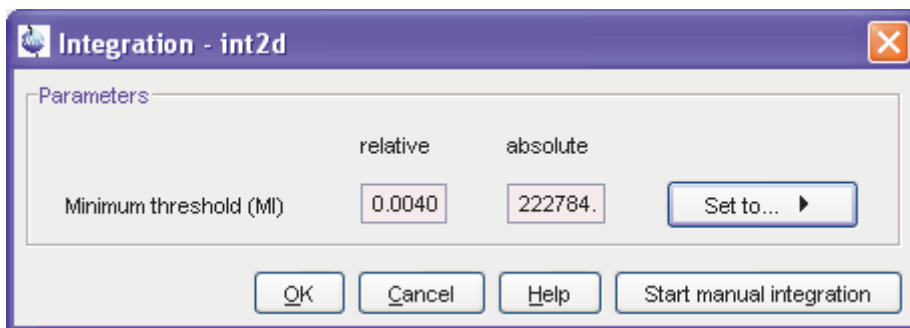 Integration - int2d
Parameters
relative absolute
Minimum threshold (MI) 0.0040 222784. Set to...
OK Cancel Help Start manual integration